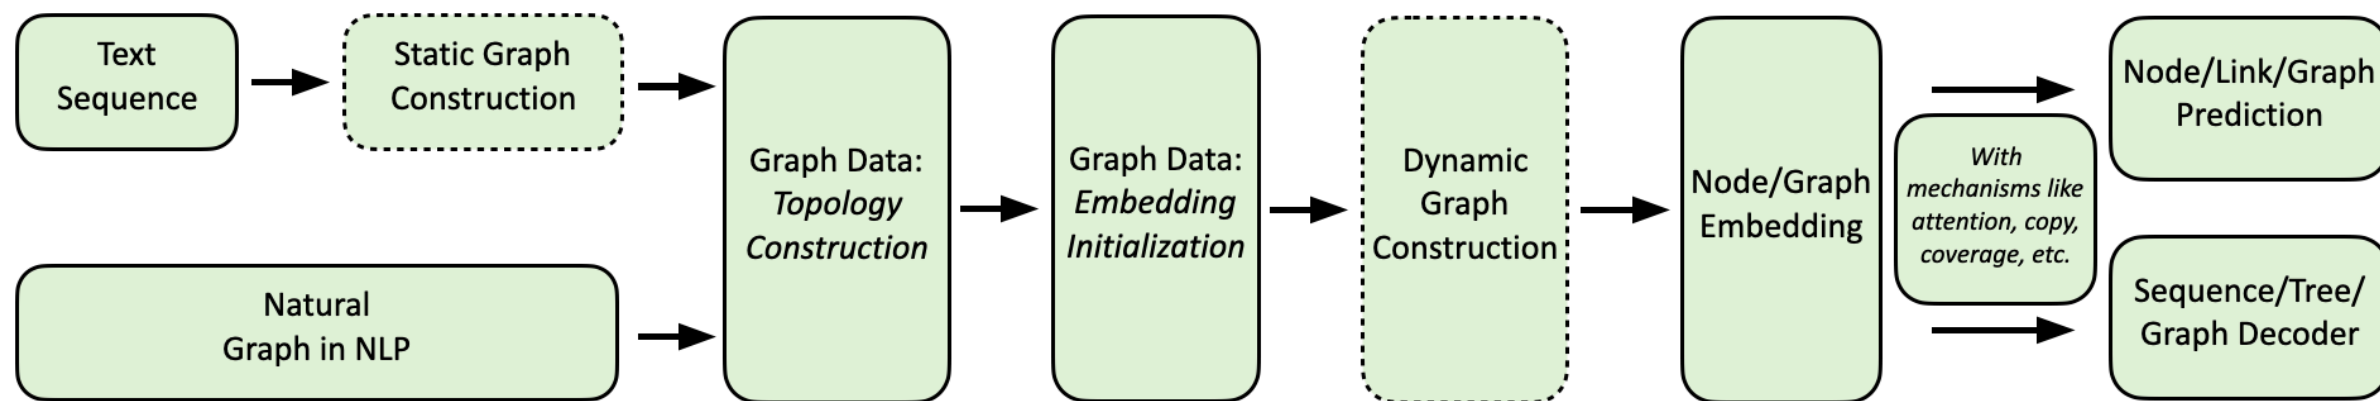 Text
Sequence
Static Graph
Construction
Natural
Graph in NLP
Graph Data:
Topology
Construction
Graph Data:
Embedding
Initialization
Dynamic
Graph
Construction
Node/Graph
Embedding
With
mechanisms like
attention, copy,
coverage, etc.
Node/Link/Graph
Prediction
Sequence/Tree/
Graph Decoder